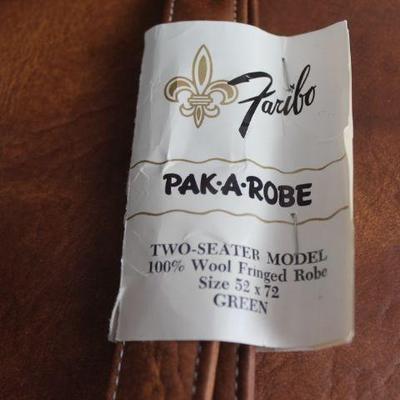 Faribo
PAK-A-ROBE
TWO-SEATER MODEL
100% Wool Fringed Robe
Size 52 x 72
GREEN